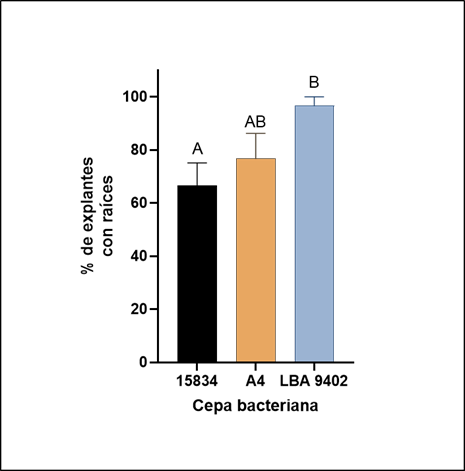 B
100
AB
A
80
60
40
20
0
% de explantes
con raíces
15834 A4 LBA 9402
Cepa bacteriana